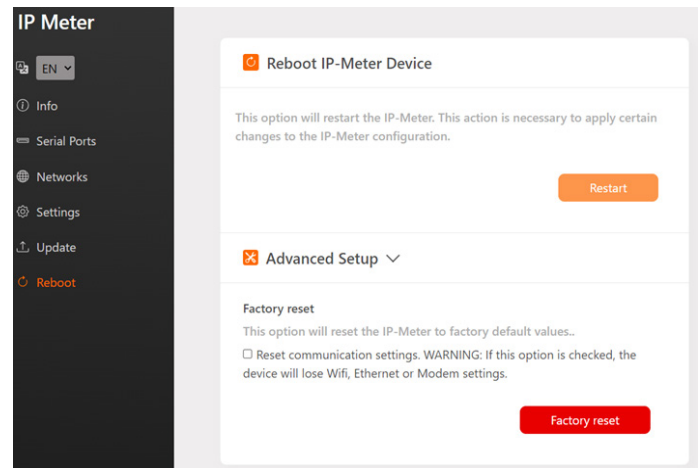 IP Meter
EN
Info
Serial Ports
Networks
Settings
Update
Reboot
Reboot IP-Meter Device
This option will restart the IP-Meter. This action is necessary to apply certain
changes to the IP-Meter configuration.
Restart
Advanced Setup
Factory reset
This option will reset the IP-Meter to factory default values..
Reset communication settings. WARNING: If this option is checked, the
device will lose Wifi, Ethernet or Modem settings.
Factory reset